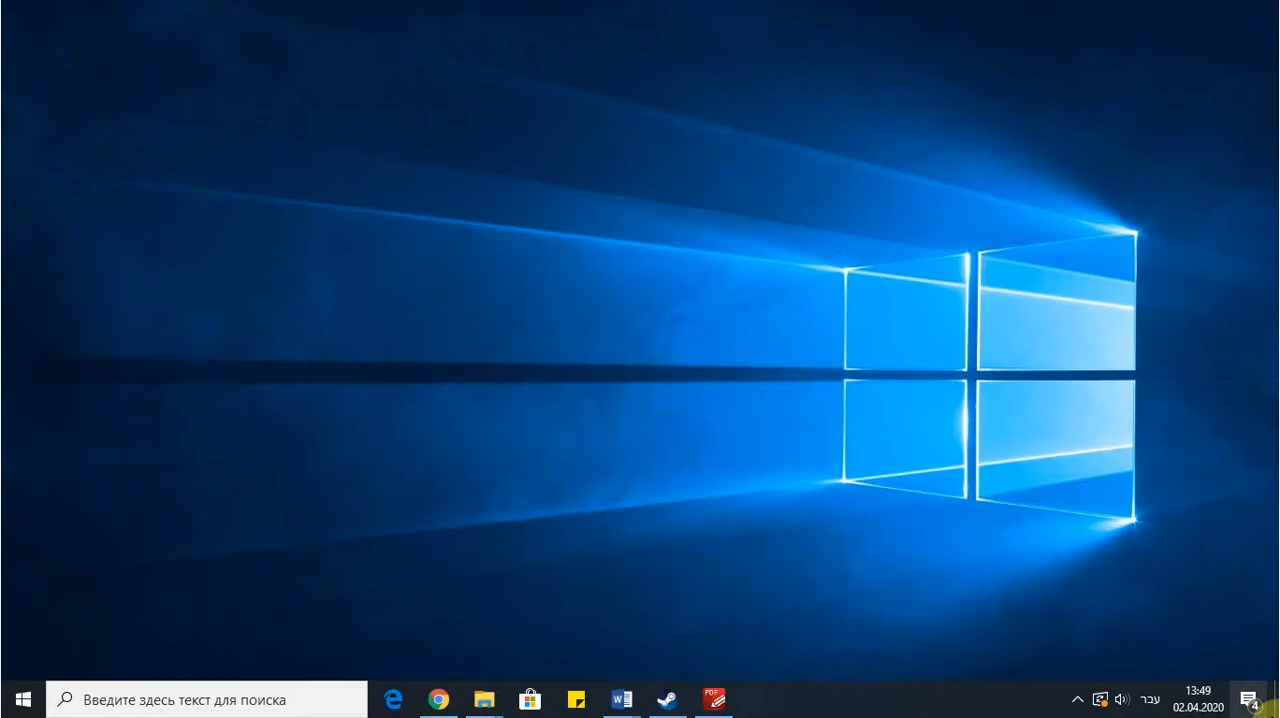 Введите здесь текст для поиска
W
PDF
עבר
13:49
02.04.2020
4